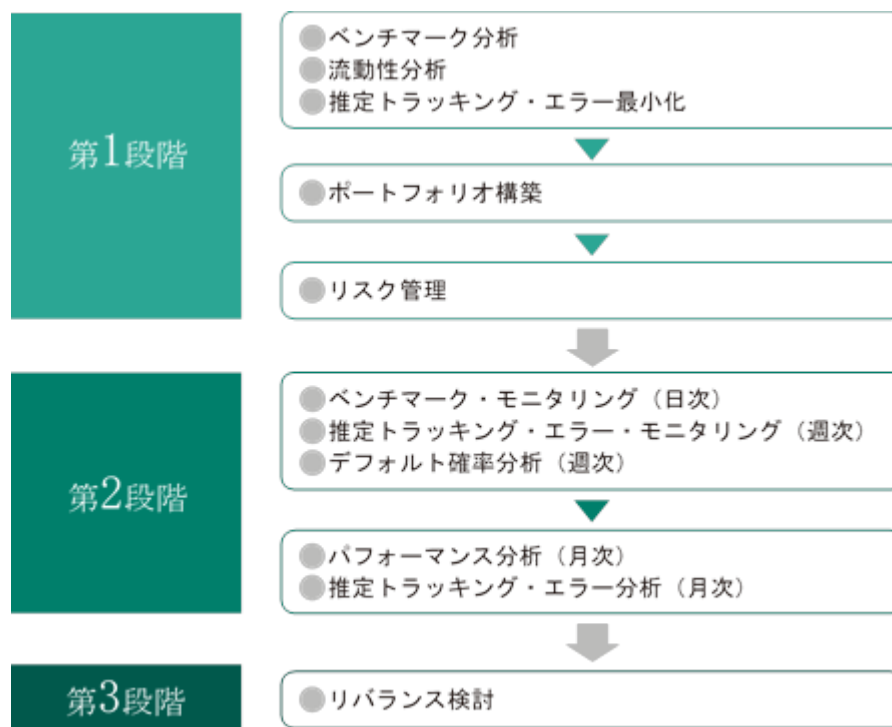 第1段階
●ベンチマーク分析
●流動性分析
●推定トラッキング・エラー最小化
●ポートフォリオ構築
●リスク管理
第2段階
●ベンチマーク・モニタリング（日次）
●推定トラッキング・エラー・モニタリング（週次）
●デフォルト確率分析（週次）
●パフォーマンス分析（月次）
●推定トラッキング・エラー分析（月次）
第3段階
●リバランス検討